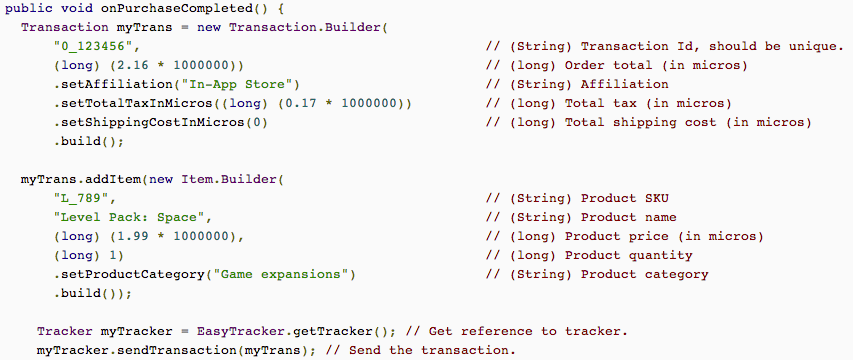 public void onPurchaseCompleted() {
  Transaction myTrans = new Transaction.Builder(
      "0_123456",                                           // (String) Transaction Id, should be unique.
      (long) (2.16 * 1000000))                              // (long) Order total (in micros)
      .setAffiliation("In-App Store")                       // (String) Affiliation
      .setTotalTaxInMicros((long) (0.17 * 1000000))         // (long) Total tax (in micros)
      .setShippingCostInMicros(0)                           // (long) Total shipping cost (in micros)
      .build();

  myTrans.addItem(new Item.Builder(
      "L_789",                                              // (String) Product SKU
      "Level Pack: Space",                                  // (String) Product name
      (long) (1.99 * 1000000),                              // (long) Product price (in micros)
      (long) 1)                                             // (long) Product quantity
      .setProductCategory("Game expansions")                // (String) Product category
      .build());

    Tracker myTracker = EasyTracker.getTracker(); // Get reference to tracker.
    myTracker.sendTransaction(myTrans); // Send the transaction.